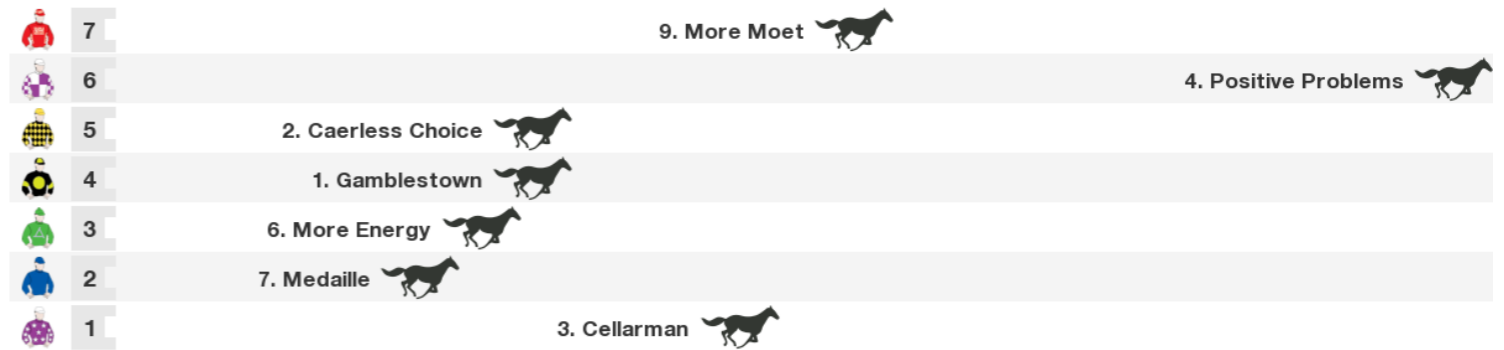 7 9. More Moet
6 4. Positive Problems
5 2. Caerless Choice
4 1. Gamblestown
3 6. More Energy
2 7. Medaille
1 3. Cellarman